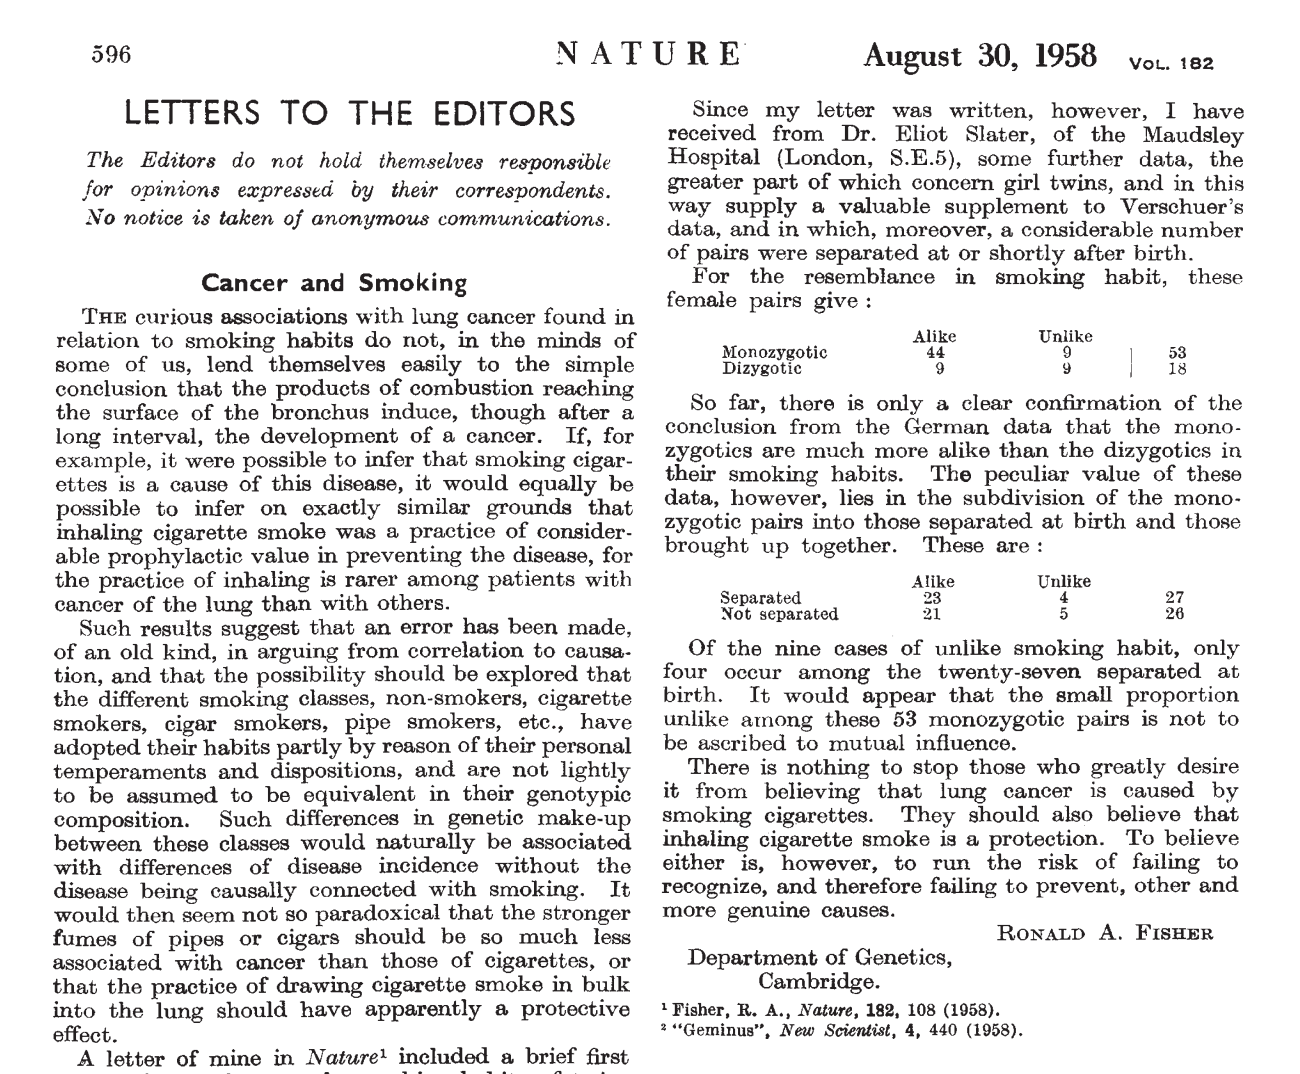 596
NATURE
August 30, 1958 VOL. 182
LETTERS TO THE EDITORS
The Editors do not hold themselves responsible
for opinions expressed by their correspondents.
No notice is taken of anonymous communications.
Cancer and Smoking
THE curious associations with lung cancer found in
relation to smoking habits do not, in the minds of
some of us, lend themselves easily to the simple
conclusion that the products of combustion reaching
the surface of the bronchus induce, though after a
long interval, the development of a cancer. If, for
example, it were possible to infer that smoking cigar-
ettes is a cause of this disease, it would equally be
possible to infer on exactly similar grounds that
inhaling cigarette smoke was a practice of consider-
able prophylactic value in preventing the disease, for
the practice of inhaling is rarer among patients with
cancer of the lung than with others.
Such results suggest that an error has been made,
of an old kind, in arguing from correlation to causa-
tion, and that the possibility should be explored that
the different smoking classes, non-smokers, cigarette
smokers, cigar smokers, pipe smokers, etc., have
adopted their habits partly by reason of their personal
temperaments and dispositions, and are not lightly
to be assumed to be equivalent in their genotypic
composition. Such differences in genetic make-up
between these classes would naturally be associated
with differences of disease incidence without the
disease being causally connected with smoking. It
would then seem not so paradoxical that the stronger
fumes of pipes or cigars should be so much less
associated with cancer than those of cigarettes, or
that the practice of drawing cigarette smoke in bulk
into the lung should have apparently a protective
effect.
A letter of mine in Nature¹ included a brief first
Since my letter was written, however, I have
received from Dr. Eliot Slater, of the Maudsley
Hospital (London, S.E.5), some further data, the
greater part of which concern girl twins, and in this
way supply a valuable supplement to Verschuer's
data, and in which, moreover, a considerable number
of pairs were separated at or shortly after birth.
For the resemblance in smoking habit, these
female pairs give :
Alike Unlike
Monozygotic 44 9 53
Dizygotic 9 9 18
So far, there is only a clear confirmation of the
conclusion from the German data that the mono-
zygotics are much more alike than the dizygotics in
their smoking habits. The peculiar value of these
data, however, lies in the subdivision of the mono-
zygotic pairs into those separated at birth and those
brought up together. These are :
Alike Unlike
Separated 23 4 27
Not separated 21 5 26
Of the nine cases of unlike smoking habit, only
four occur among the twenty-seven separated at
birth. It would appear that the small proportion
unlike among these 53 monozygotic pairs is not to
be ascribed to mutual influence.
There is nothing to stop those who greatly desire
it from believing that lung cancer is caused by
smoking cigarettes. They should also believe that
inhaling cigarette smoke is a protection. To believe
either is, however, to run the risk of failing to
recognize, and therefore failing to prevent, other and
more genuine causes.
RONALD A. FISHER
Department of Genetics,
Cambridge.
¹ Fisher, R. A., Nature, 182, 108 (1958).
² "Geminus", New Scientist, 4, 440 (1958).